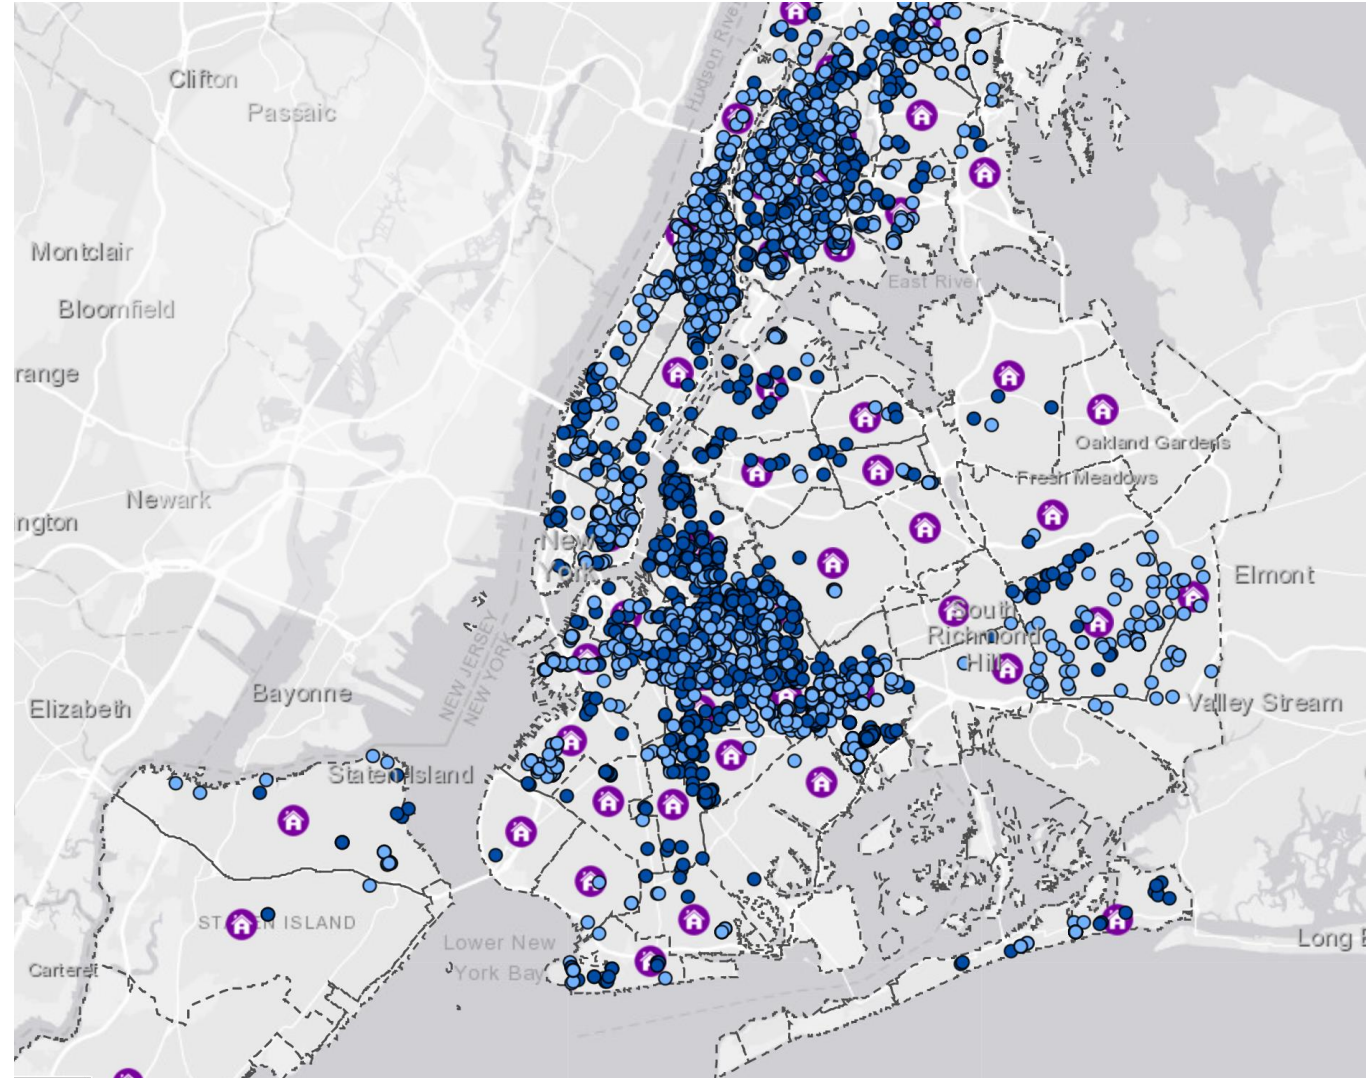 Clifton
Hudson River
Passaic
Montclair
East River
Bloomfield
range
Oakland Gardens
Fresh Meadows
Newark
ington
New
York
Elmont
South
Richmond
Hill
NEW JERSEY
NEW YORK
Bayonne
Elizabeth
Valley Stream
Staten Island
STATEN ISLAND
Lower New
York Bay
Long B
Carteret